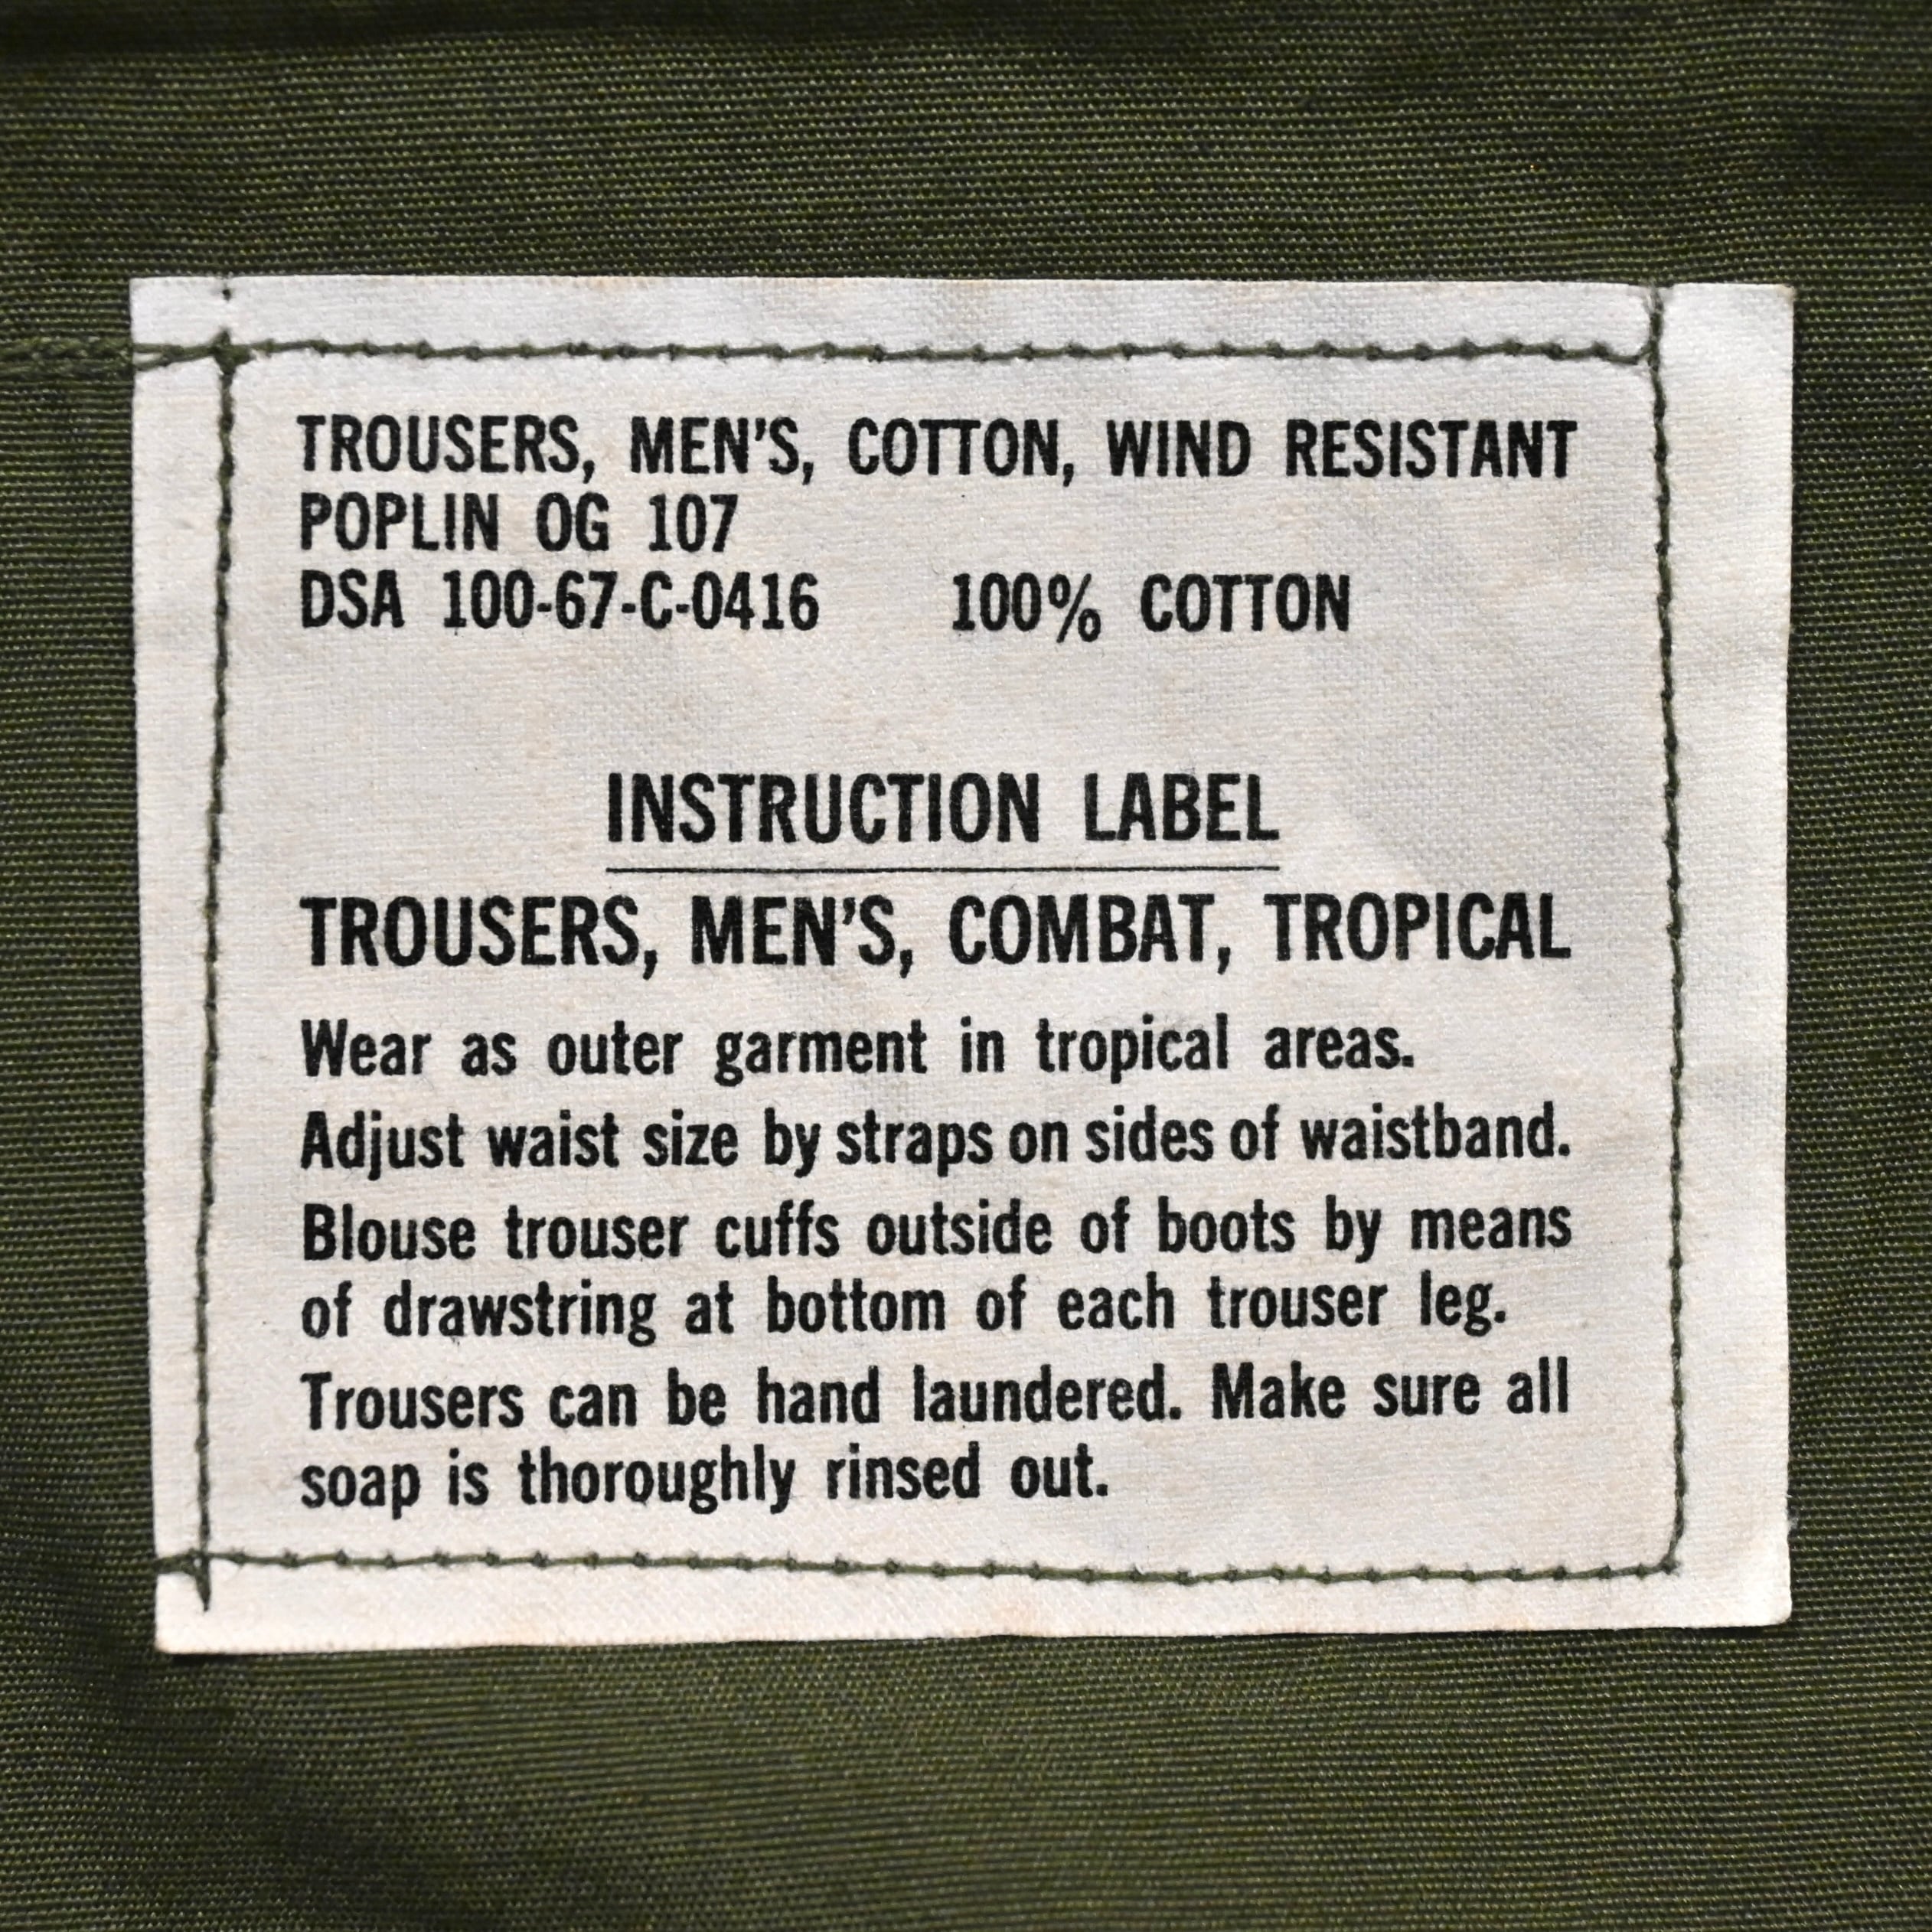 TROUSERS, MEN'S, COTTON, WIND RESISTANT
POPLIN OG 107
DSA 100-67-C-0416 100% COTTON
INSTRUCTION LABEL
TROUSERS, MEN'S, COMBAT, TROPICAL
Wear as outer garment in tropical areas.
Adjust waist size by straps on sides of waistband.
Blouse trouser cuffs outside of boots by means
of drawstring at bottom of each trouser leg.
Trousers can be hand laundered. Make sure all
soap is thoroughly rinsed out.